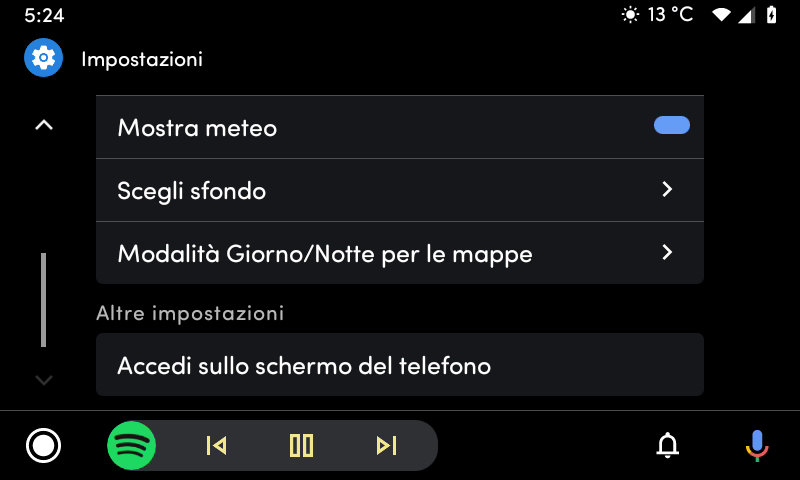 5:24
13 °C
Impostazioni
Mostra meteo
Scegli sfondo
Modalità Giorno/Notte per le mappe
Altre impostazioni
Accedi sullo schermo del telefono